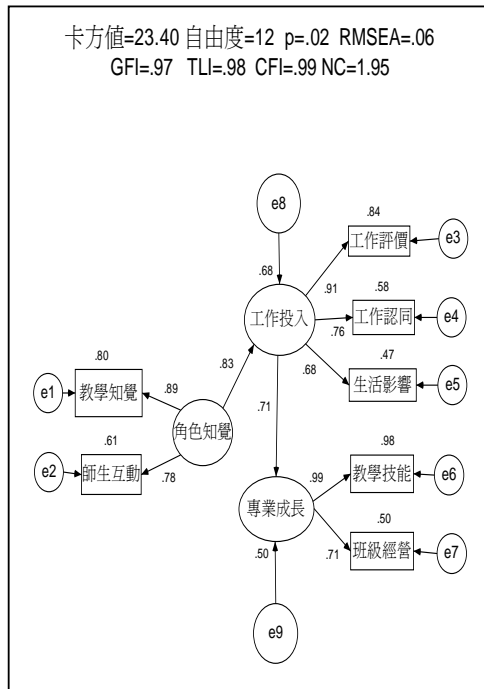 卡方值=23.40 自由度=12 p=.02 RMSEA=.06
GFI=.97 TLI=.98 CFI=.99 NC=1.95
e8
.84
工作評價
e3
.68
.91
工作投入
.58
工作認同
e4
.76
.80
.83
.68
.47
生活影響
e5
e1
教學知覺
.89
角色知覺
.71
.61
e2
師生互動
.78
.98
教學技能
e6
.99
專業成長
.50
.71
.50
班級經營
e7
e9